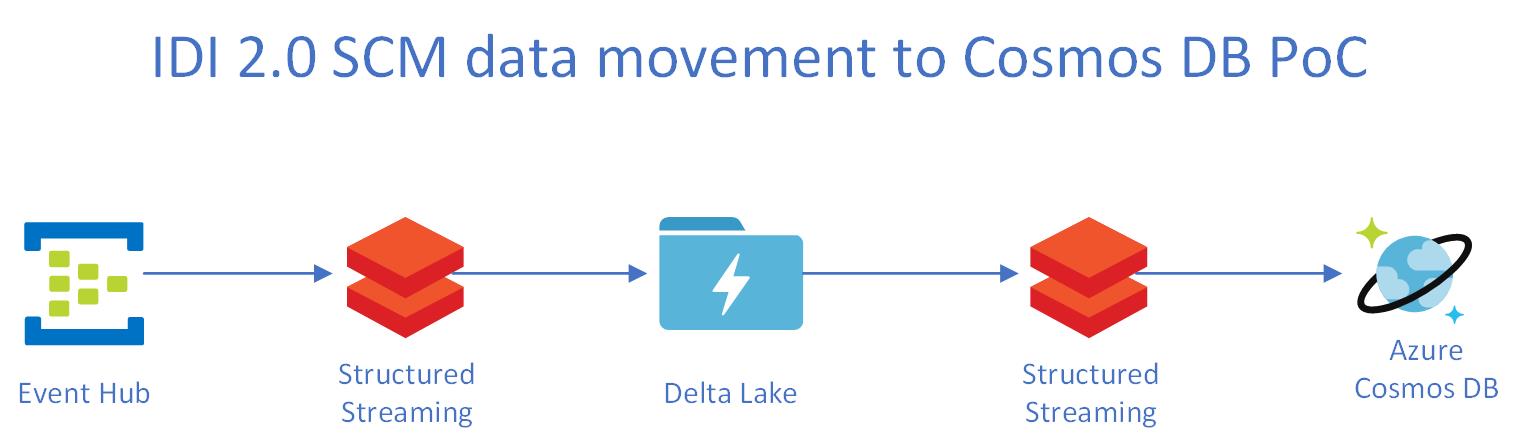 IDI 2.0 SCM data movement to Cosmos DB PoC
Event Hub
Structured
Streaming
Delta Lake
Structured
Streaming
Azure
Cosmos DB